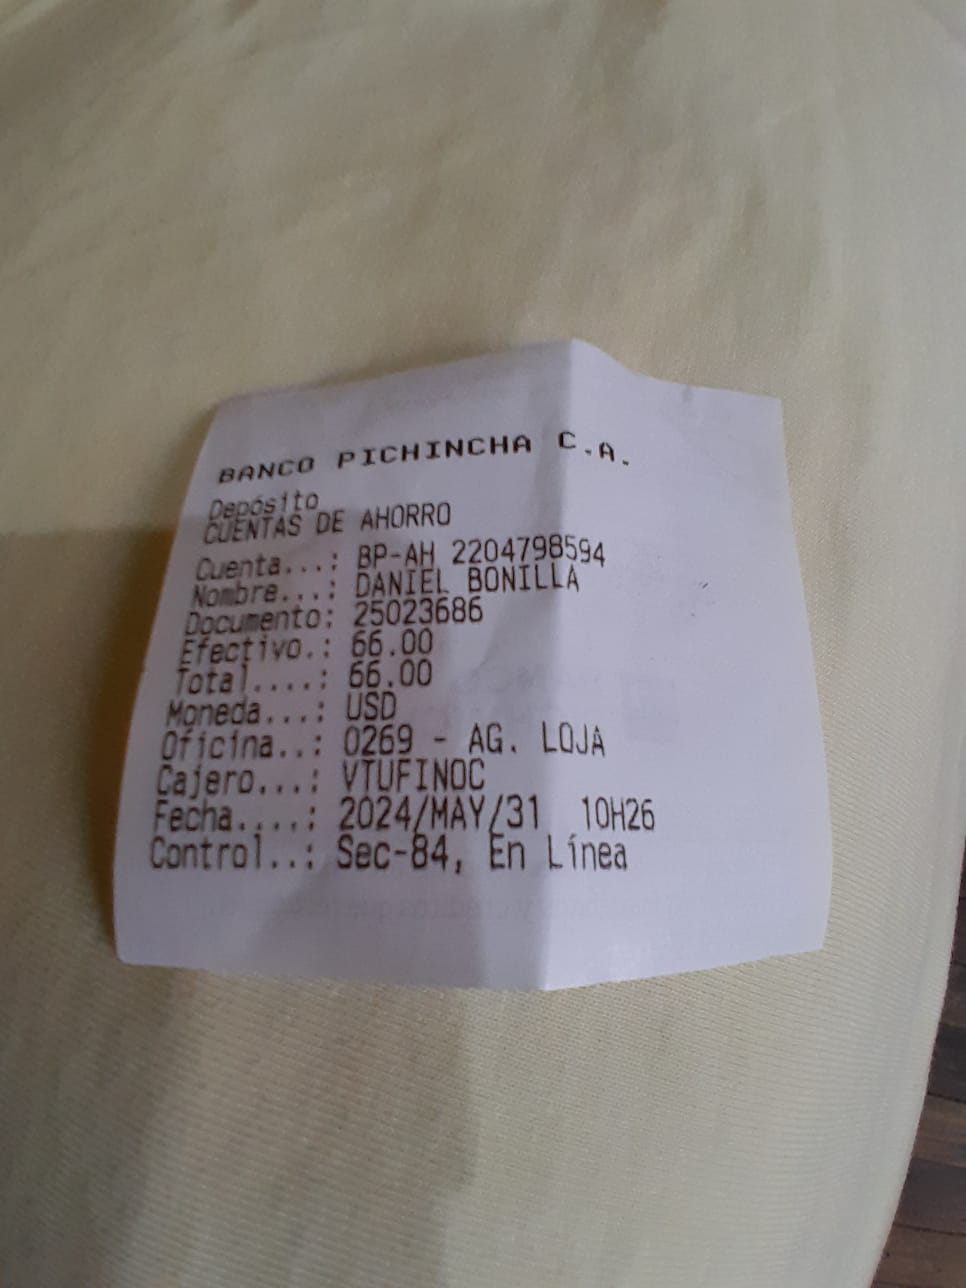 BANCO PICHINCHA C.A.
Depósito
CUENTAS DE AHORRO
Cuenta...: BP-AH 2204798594
Nombre...: DANIEL BONILLA
Documento: 25023686
Efectivo.: 66.00
Total....: 66.00
Moneda...: USD
Oficina..: 0269 - AG. LOJA
Cajero...: VTUFINOC
Fecha....: 2024/MAY/31 10H26
Control..: Sec-84, En Línea